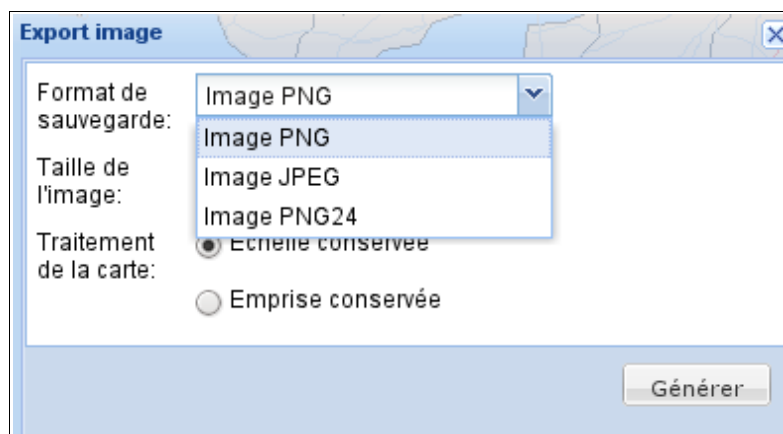 Export image
Format de
sauvegarde:
Image PNG
Image PNG
Image JPEG
Image PNG24
Taille de
l'image:
Traitement
de la carte:
Echelle conservée
Emprise conservée
Générer